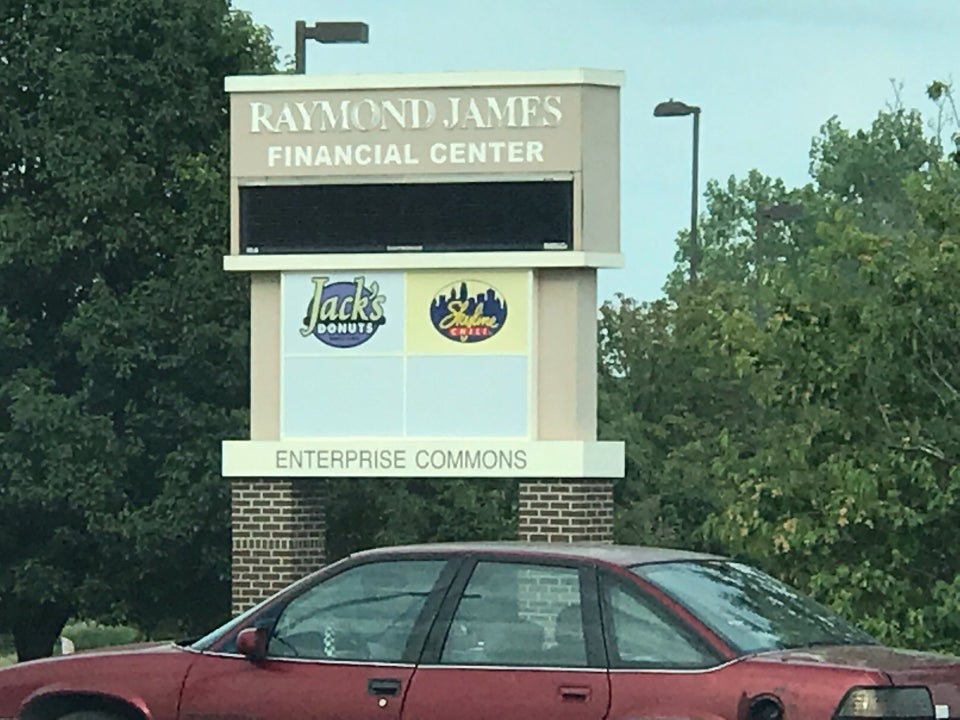 RAYMOND JAMES
FINANCIAL CENTER
Jack's
DONUTS
Skyline
CHILI
ENTERPRISE COMMONS